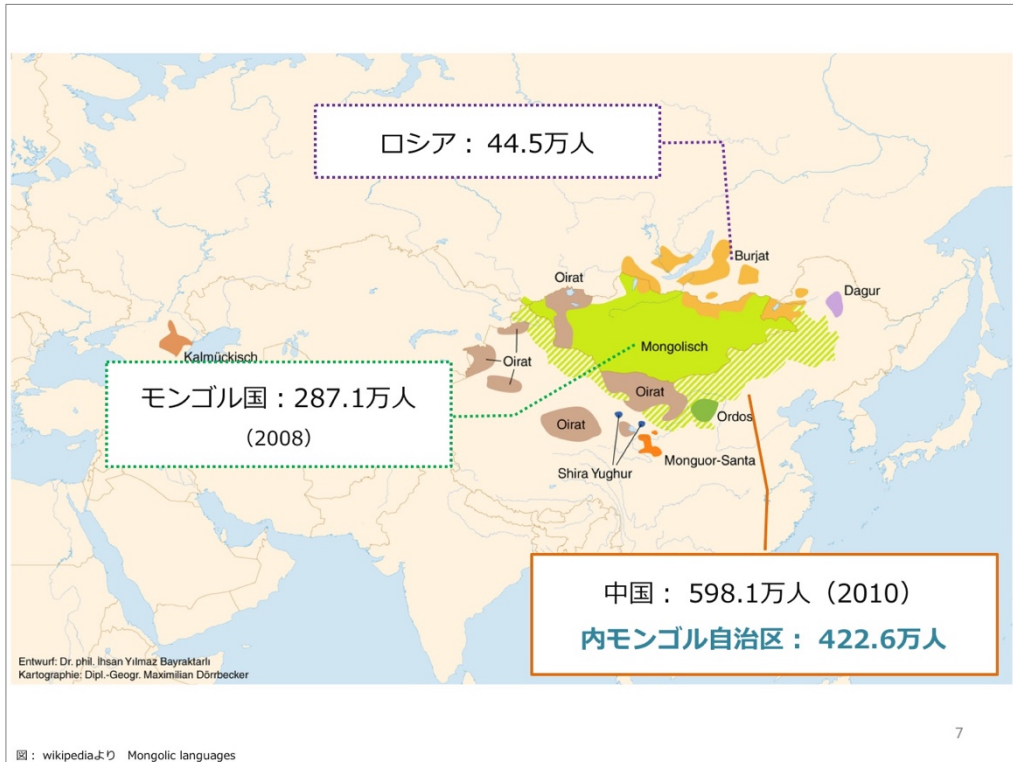 ロシア： 44.5万人
Burjat
Oirat
Dagur
Mongolisch
Kalmückisch
Oirat
モンゴル国：287.1万人
（2008）
Oirat
Oirat
Ordos
Monguor-Santa
Shira Yughur
中国： 598.1万人（2010）
内モンゴル自治区： 422.6万人
Entwurf: Dr. phil. Ihsan Yılmaz Bayraktarlı
Kartographie: Dipl.-Geogr. Maximilian Dörrbecker
7
図： wikipediaより Mongolic languages